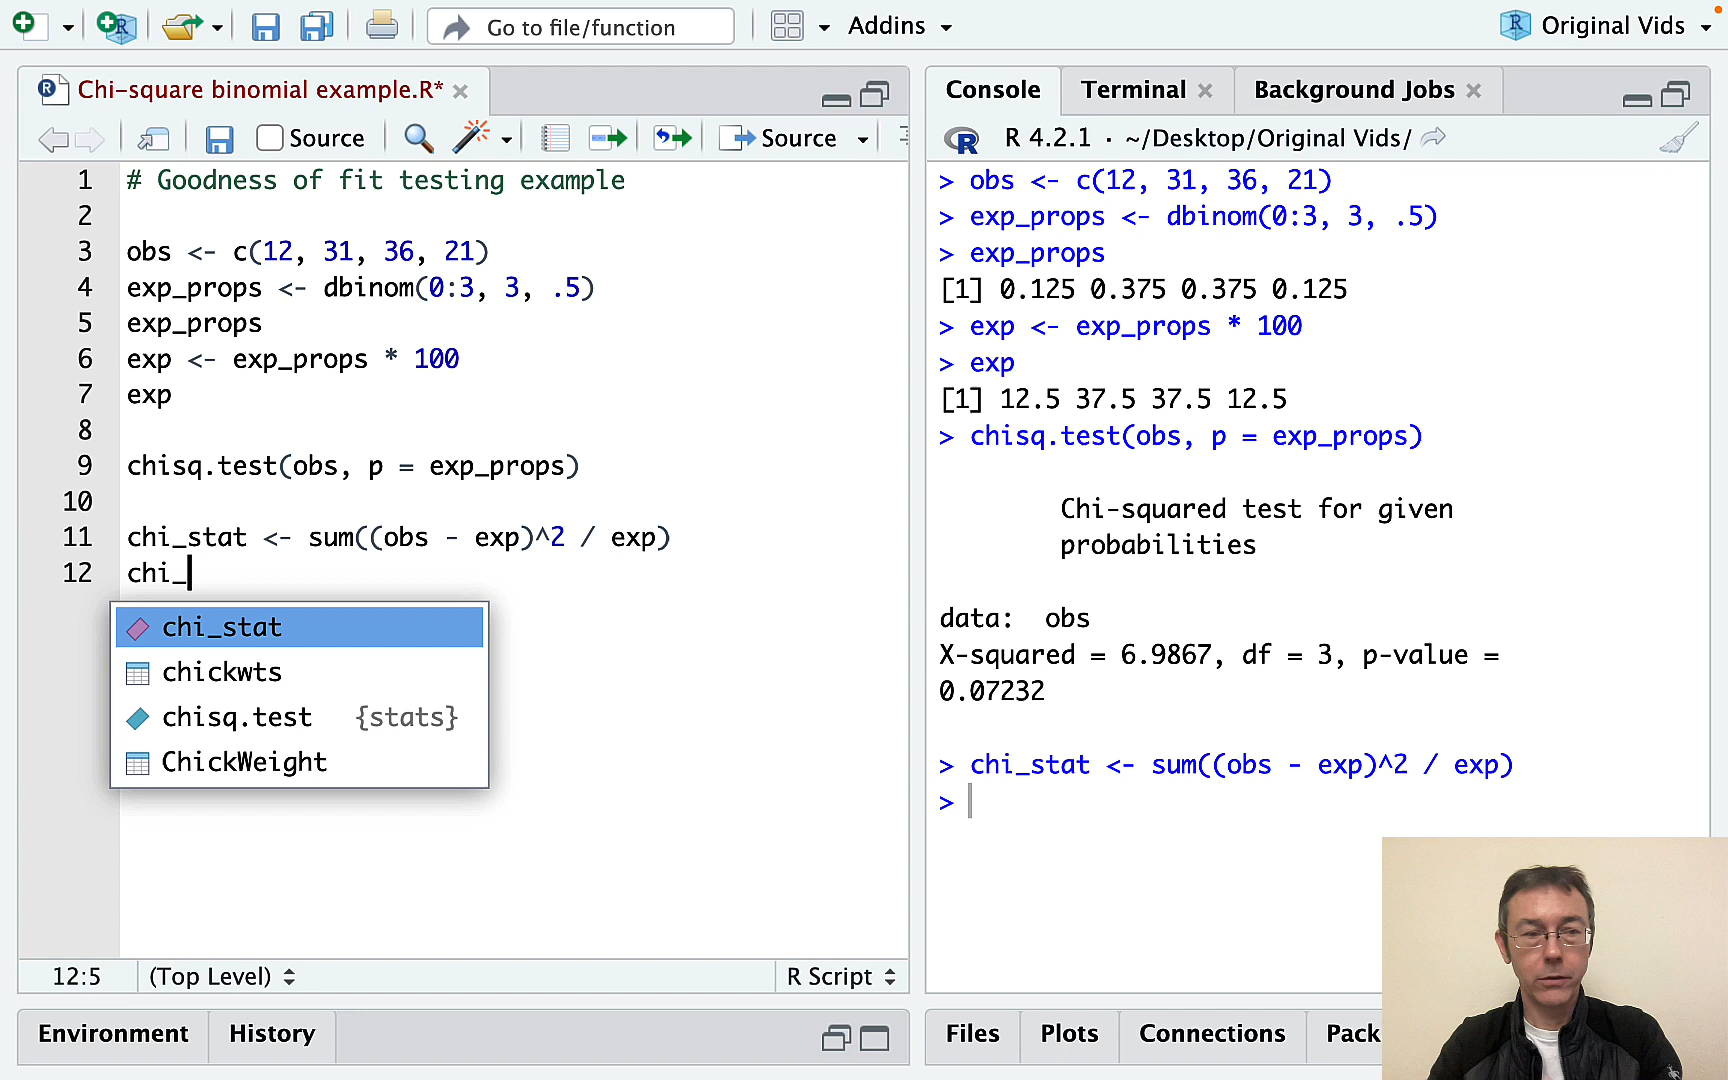 Go to file/function
Addins
Original Vids
Chi-square binomial example.R*
Source
Source
1 # Goodness of fit testing example
2
3 obs <- c(12, 31, 36, 21)
4 exp_props <- dbinom(0:3, 3, .5)
5 exp_props
6 exp <- exp_props * 100
7 exp
8
9 chisq.test(obs, p = exp_props)
10
11 chi_stat <- sum((obs - exp)^2 / exp)
12 chi_
chi_stat
chickwts
chisq.test {stats}
ChickWeight
12:5 (Top Level) R Script
Environment History
Console Terminal Background Jobs
R 4.2.1 · ~/Desktop/Original Vids/
> obs <- c(12, 31, 36, 21)
> exp_props <- dbinom(0:3, 3, .5)
> exp_props
[1] 0.125 0.375 0.375 0.125
> exp <- exp_props * 100
> exp
[1] 12.5 37.5 37.5 12.5
> chisq.test(obs, p = exp_props)
Chi-squared test for given
probabilities
data: obs
X-squared = 6.9867, df = 3, p-value =
0.07232
> chi_stat <- sum((obs - exp)^2 / exp)
>
Files Plots Connections Pack